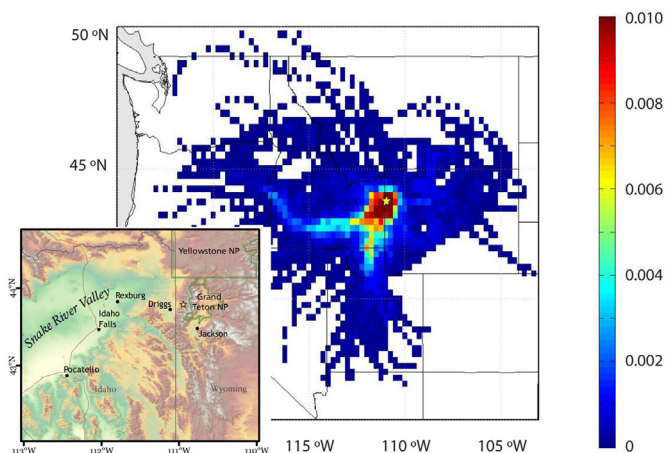 50 ºN
45 ºN
115 W
110 W
105 W
0.010
0.008
0.006
0.004
0.002
0
Yellowstone NP
44°N
Snake River Valley
Rexburg
Driggs
Grand
Teton NP
Idaho
Falls
Jackson
43°N
Pocatello
Idaho
Wyoming
113°W
112°W
111°W
110°W